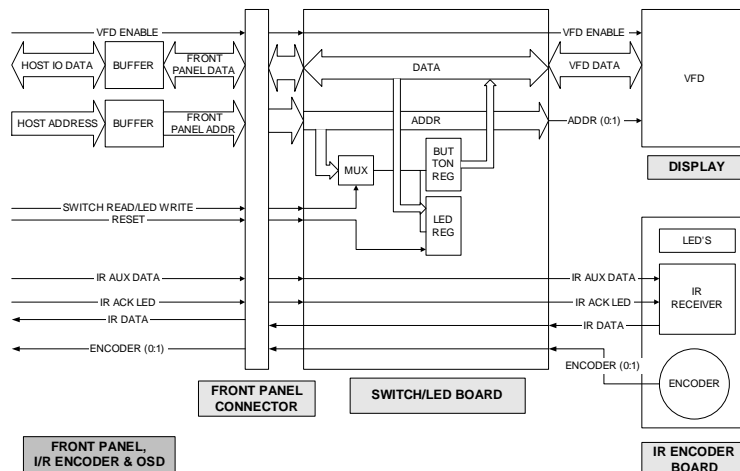 VFD ENABLE
VFD ENABLE
HOST IO DATA
BUFFER
FRONT
PANEL DATA
DATA
VFD DATA
VFD
HOST ADDRESS
BUFFER
FRONT
PANEL ADDR
ADDR
ADDR (0:1)
MUX
BUT
TON
REG
DISPLAY
SWITCH READ/LED WRITE
RESET
LED
REG
LED'S
IR AUX DATA
IR AUX DATA
IR
RECEIVER
IR ACK LED
IR ACK LED
IR DATA
IR DATA
ENCODER (0:1)
ENCODER (0:1)
ENCODER
FRONT PANEL
CONNECTOR
SWITCH/LED BOARD
FRONT PANEL,
I/R ENCODER & OSD
IR ENCODER
BOARD